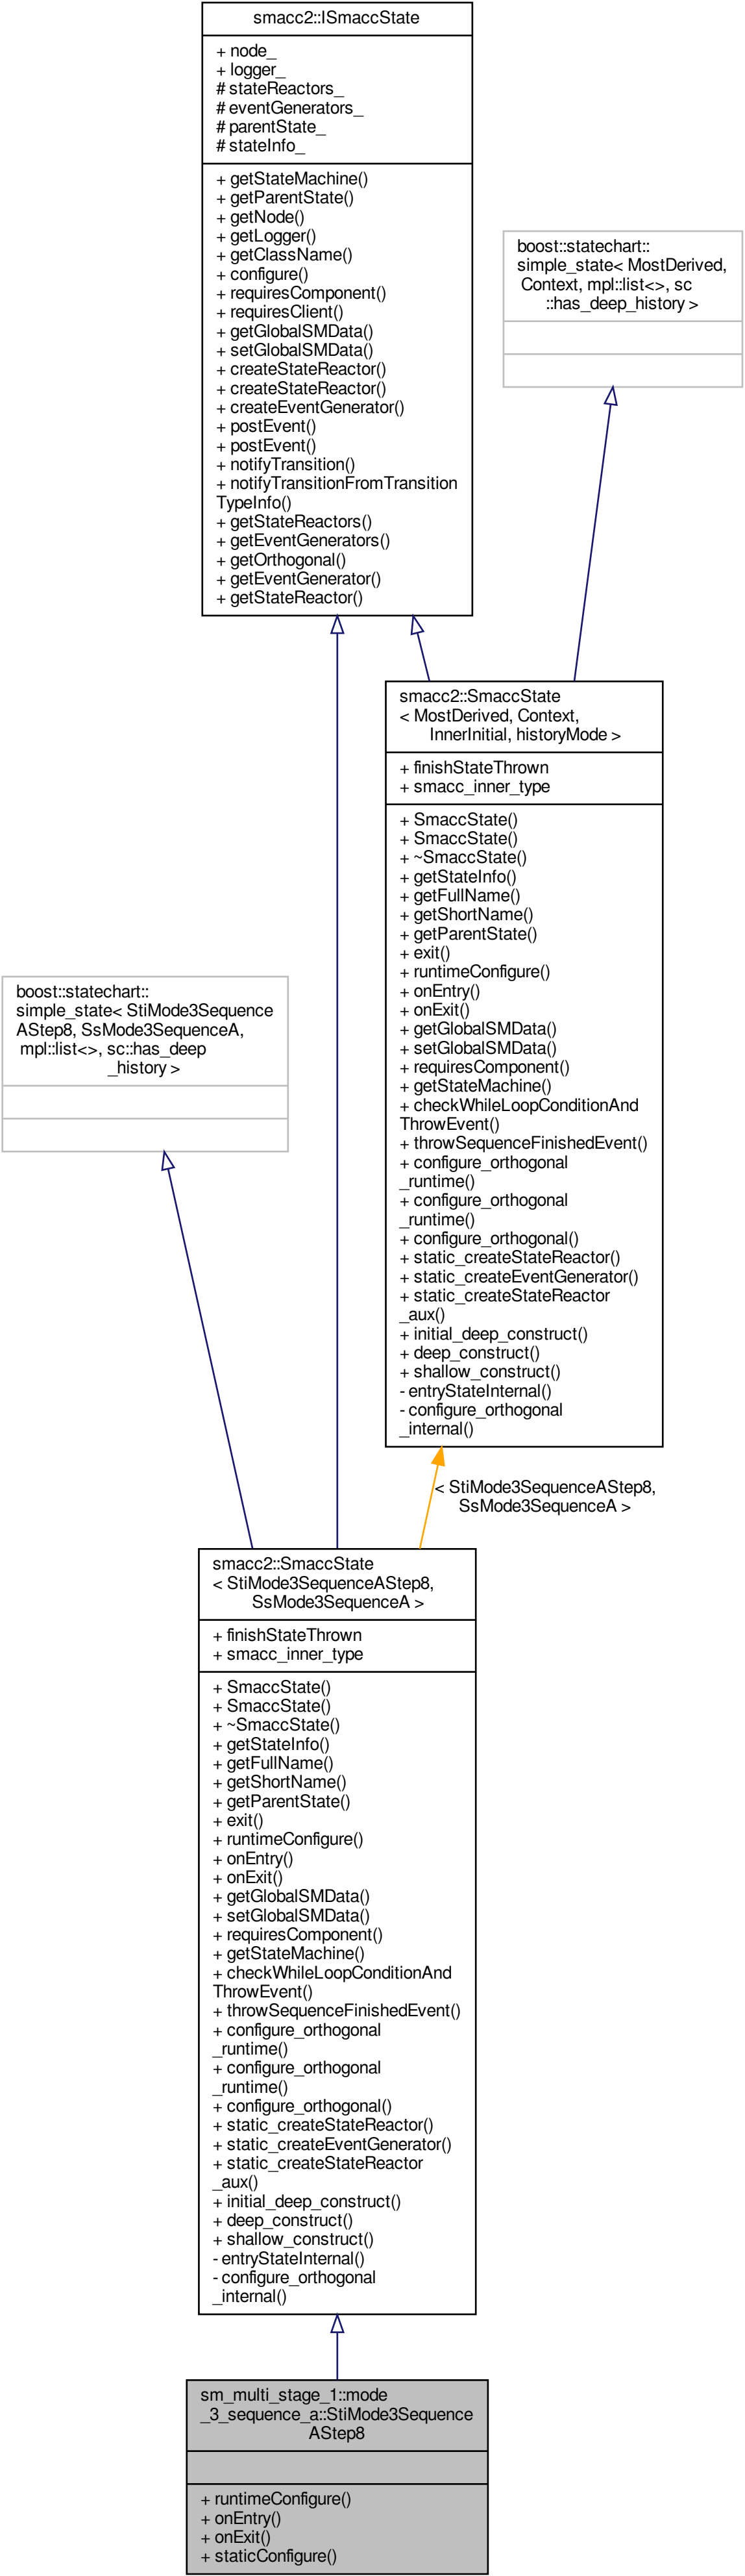 smacc2::ISmaccState
+ node_
+ logger_
# stateReactors_
# eventGenerators_
# parentState_
# stateInfo_
+ getStateMachine()
+ getParentState()
+ getNode()
+ getLogger()
+ getClassName()
+ configure()
+ requiresComponent()
+ requiresClient()
+ getGlobalSMData()
+ setGlobalSMData()
+ createStateReactor()
+ createStateReactor()
+ createEventGenerator()
+ postEvent()
+ postEvent()
+ notifyTransition()
+ notifyTransitionFromTransition
TypeInfo()
+ getStateReactors()
+ getEventGenerators()
+ getOrthogonal()
+ getEventGenerator()
+ getStateReactor()
boost::statechart::
simple_state< MostDerived,
Context, mpl::list<>, sc
::has_deep_history >
smacc2::SmaccState
< MostDerived, Context,
InnerInitial, historyMode >
+ finishStateThrown
+ smacc_inner_type
+ SmaccState()
+ SmaccState()
+ ~SmaccState()
+ getStateInfo()
+ getFullName()
+ getShortName()
+ getParentState()
+ exit()
+ runtimeConfigure()
+ onEntry()
+ onExit()
+ getGlobalSMData()
+ setGlobalSMData()
+ requiresComponent()
+ getStateMachine()
+ checkWhileLoopConditionAnd
ThrowEvent()
+ throwSequenceFinishedEvent()
+ configure_orthogonal
_runtime()
+ configure_orthogonal
_runtime()
+ configure_orthogonal()
+ static_createStateReactor()
+ static_createEventGenerator()
+ static_createStateReactor
_aux()
+ initial_deep_construct()
+ deep_construct()
+ shallow_construct()
- entryStateInternal()
- configure_orthogonal
_internal()
boost::statechart::
simple_state< StiMode3Sequence
AStep8, SsMode3SequenceA,
mpl::list<>, sc::has_deep
_history >
< StiMode3SequenceAStep8,
SsMode3SequenceA >
smacc2::SmaccState
< StiMode3SequenceAStep8,
SsMode3SequenceA >
+ finishStateThrown
+ smacc_inner_type
+ SmaccState()
+ SmaccState()
+ ~SmaccState()
+ getStateInfo()
+ getFullName()
+ getShortName()
+ getParentState()
+ exit()
+ runtimeConfigure()
+ onEntry()
+ onExit()
+ getGlobalSMData()
+ setGlobalSMData()
+ requiresComponent()
+ getStateMachine()
+ checkWhileLoopConditionAnd
ThrowEvent()
+ throwSequenceFinishedEvent()
+ configure_orthogonal
_runtime()
+ configure_orthogonal
_runtime()
+ configure_orthogonal()
+ static_createStateReactor()
+ static_createEventGenerator()
+ static_createStateReactor
_aux()
+ initial_deep_construct()
+ deep_construct()
+ shallow_construct()
- entryStateInternal()
- configure_orthogonal
_internal()
sm_multi_stage_1::mode
_3_sequence_a::StiMode3Sequence
AStep8
+ runtimeConfigure()
+ onEntry()
+ onExit()
+ staticConfigure()